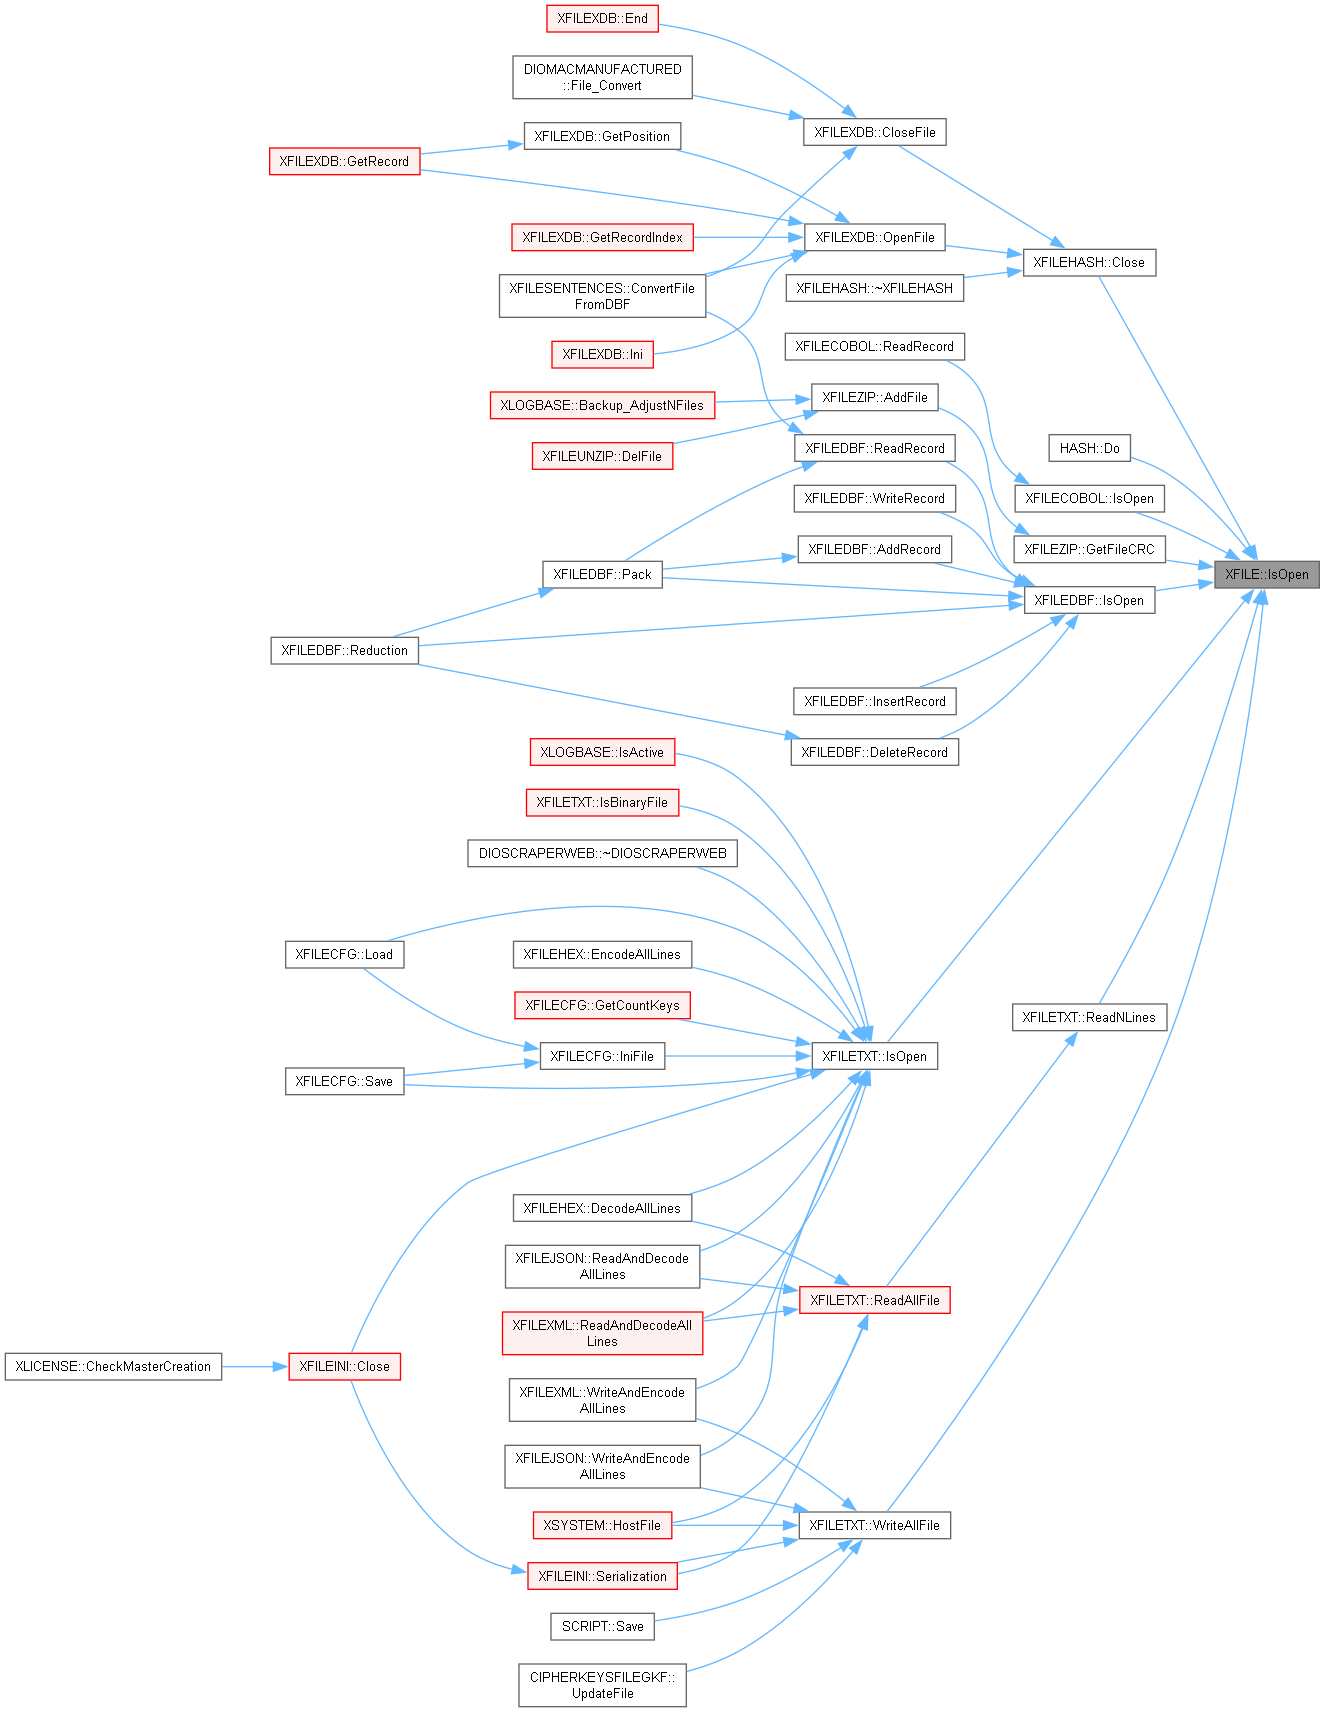 XFILEXDB::End
DIOMACMANUFACTURED
::File_Convert
XFILEXDB::CloseFile
XFILEXDB::GetPosition
XFILEXDB::GetRecord
XFILEXDB::GetRecordIndex
XFILEXDB::OpenFile
XFILEHASH::Close
XFILESENTENCES::ConvertFile
FromDBF
XFILEHASH::~XFILEHASH
XFILEXDB::Ini
XFILECOBOL::ReadRecord
XLOGBASE::Backup_AdjustNFiles
XFILEZIP::AddFile
XFILEUNZIP::DelFile
XFILEDBF::ReadRecord
HASH::Do
XFILEDBF::WriteRecord
XFILECOBOL::IsOpen
XFILEDBF::AddRecord
XFILEZIP::GetFileCRC
XFILEDBF::Pack
XFILE::IsOpen
XFILEDBF::IsOpen
XFILEDBF::Reduction
XFILEDBF::InsertRecord
XFILEDBF::DeleteRecord
XLOGBASE::IsActive
XFILETXT::IsBinaryFile
DIOSCRAPERWEB::~DIOSCRAPERWEB
XFILECFG::Load
XFILEHEX::EncodeAllLines
XFILECFG::GetCountKeys
XFILETXT::ReadNLines
XFILECFG::IniFile
XFILETXT::IsOpen
XFILECFG::Save
XFILEHEX::DecodeAllLines
XFILEJSON::ReadAndDecode
AllLines
XFILETXT::ReadAllFile
XFILEXML::ReadAndDecodeAll
Lines
XLICENSE::CheckMasterCreation
XFILEINI::Close
XFILEXML::WriteAndEncode
AllLines
XFILEJSON::WriteAndEncode
AllLines
XSYSTEM::HostFile
XFILETXT::WriteAllFile
XFILEINI::Serialization
SCRIPT::Save
CIPHERKEYSFILEGKF::
UpdateFile